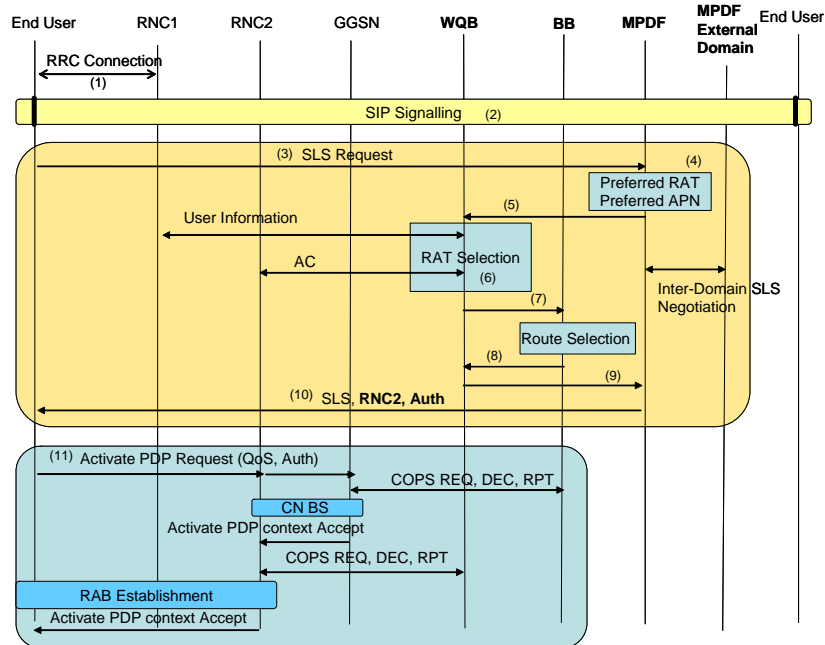 End User RNC1 RNC2 GGSN WQB BB MPDF MPDF External Domain End User
RRC Connection
(1)
SIP Signalling (2)
(3) SLS Request
(4)
Preferred RAT
Preferred APN
(5)
User Information
RAT Selection
AC
(6)
Inter-Domain SLS
Negotiation
(7)
Route Selection
(8)
(9)
(10) SLS, RNC2, Auth
(11) Activate PDP Request (QoS, Auth)
COPS REQ, DEC, RPT
CN BS
Activate PDP context Accept
COPS REQ, DEC, RPT
RAB Establishment
Activate PDP context Accept